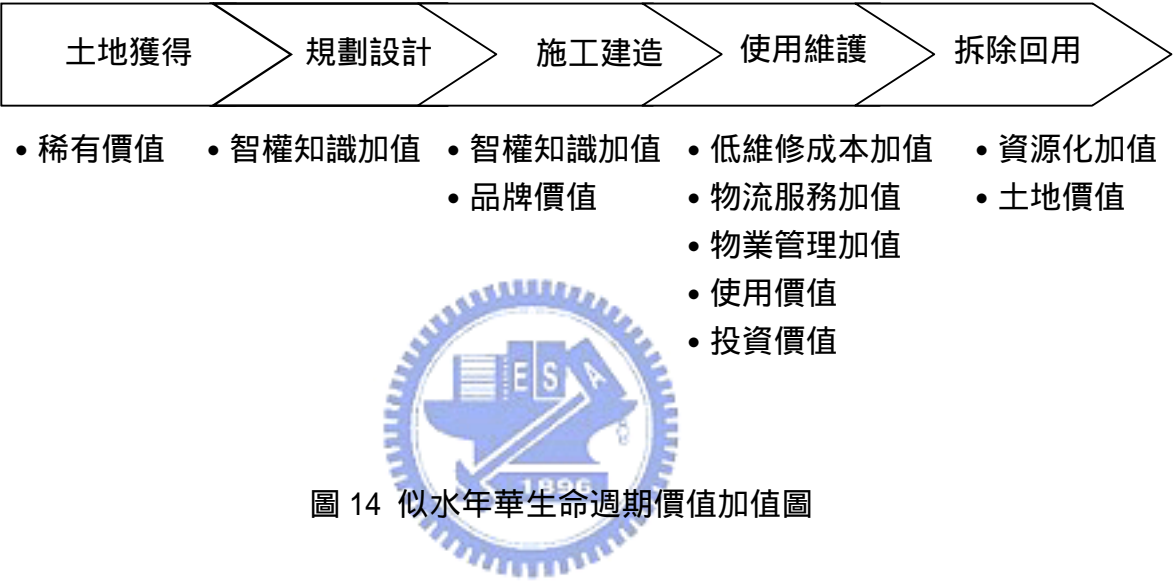 土地獲得 規劃設計 施工建造 使用維護 拆除回用
• 稀有價值 • 智權知識加值 • 智權知識加值 • 低維修成本加值 • 資源化加值
• 品牌價值 • 物流服務加值 • 土地價值
• 物業管理加值
• 使用價值
• 投資價值
E S A
1896
圖 14 似水年華生命週期價值加值圖